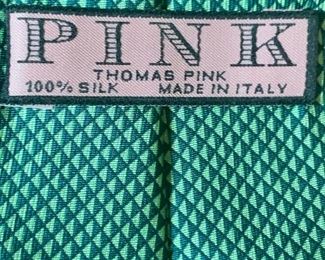 PINK
THOMAS PINK
100% SILK MADE IN ITALY